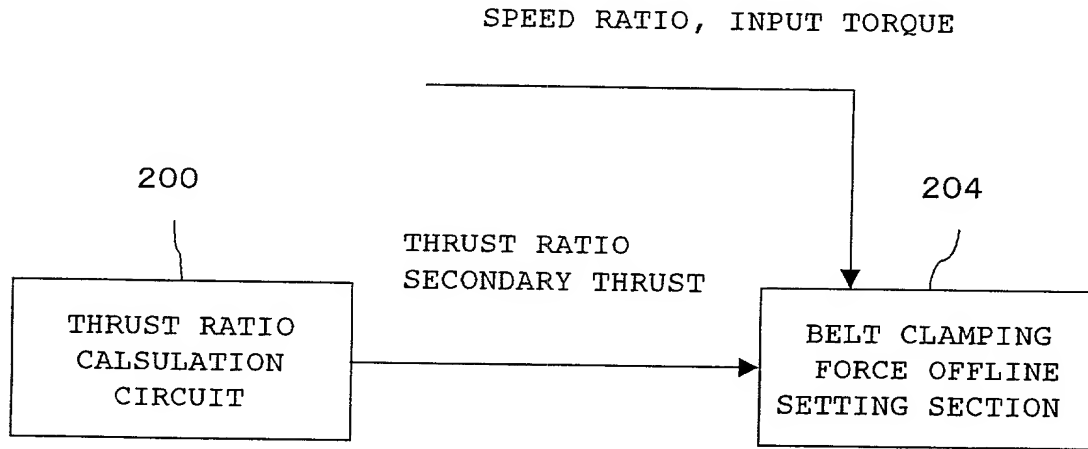 SPEED RATIO, INPUT TORQUE
200
204
THRUST RATIO
SECONDARY THRUST
THRUST RATIO
CALSULATION
CIRCUIT
BELT CLAMPING
FORCE OFFLINE
SETTING SECTION